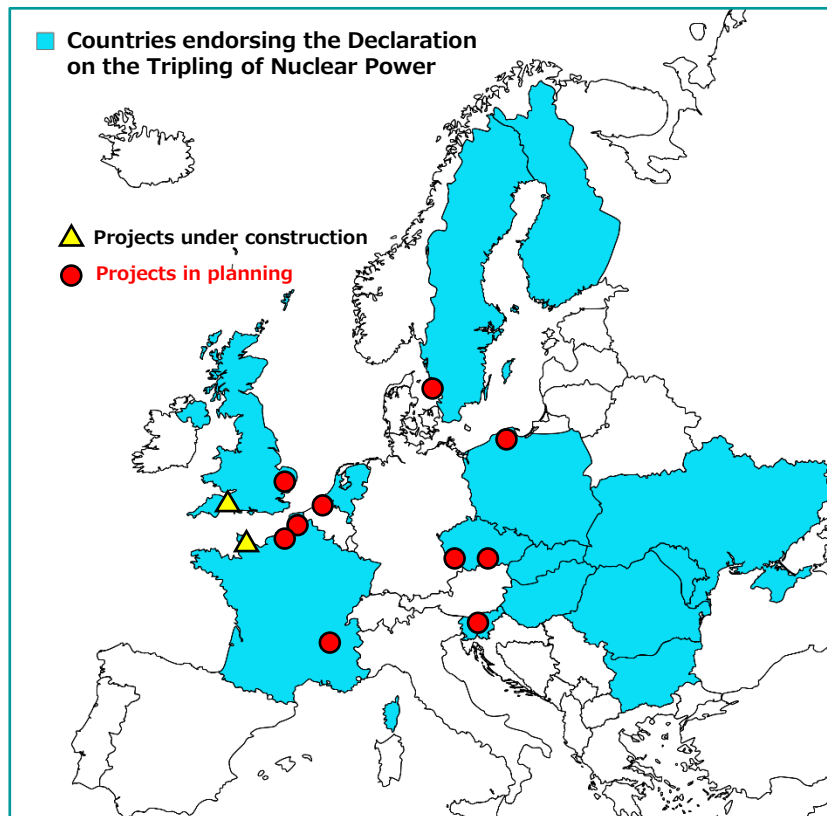 Countries endorsing the Declaration
on the Tripling of Nuclear Power
Projects under construction
Projects in planning